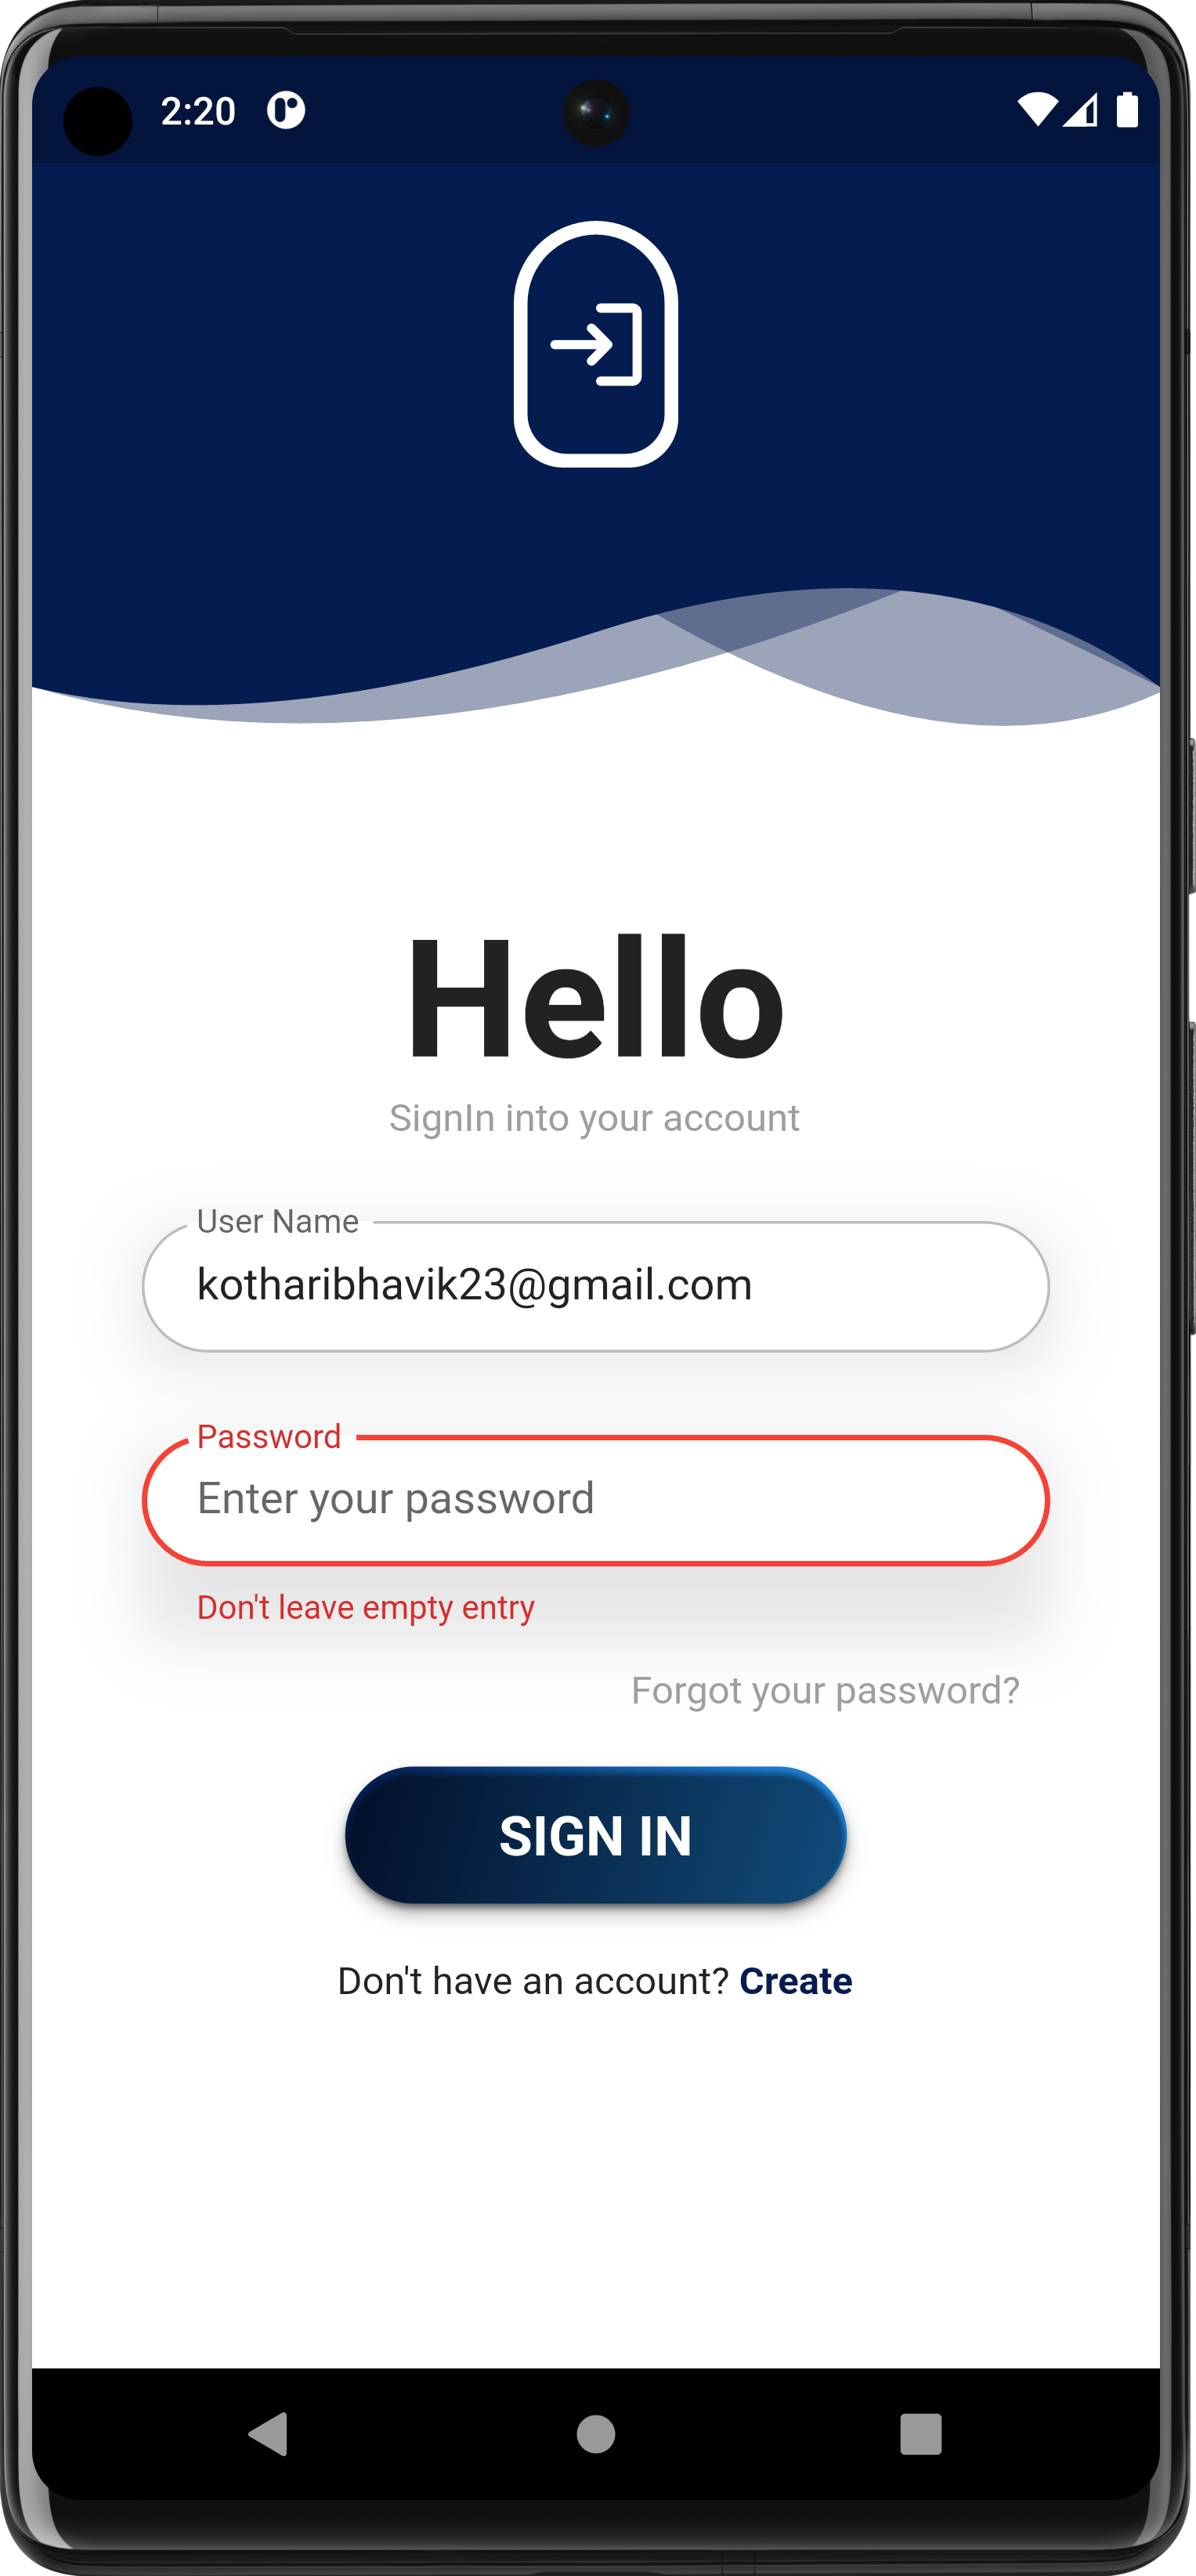 2:20
Hello
SignIn into your account
User Name
kotharibhavik23@gmail.com
Password
Enter your password
Don't leave empty entry
Forgot your password?
SIGN IN
Don't have an account? Create